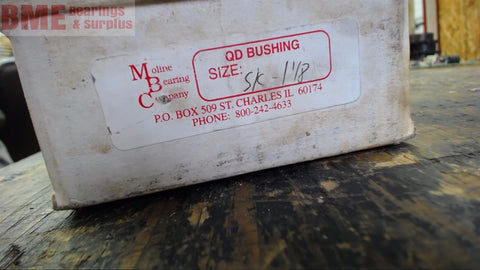 BME Bearings
& surplus
QD BUSHING
SIZE: SK - 1 1/8
Moline
Bearing
Company
P.O. BOX 509 ST. CHARLES IL 60174
PHONE: 800-242-4633